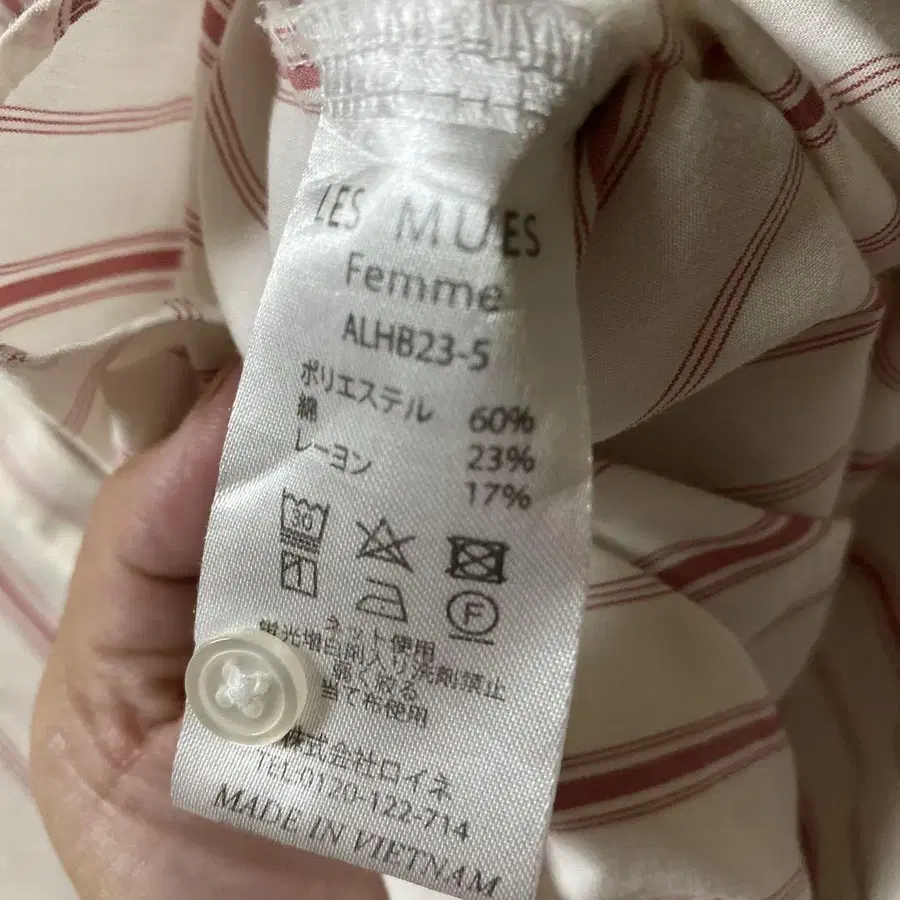 LES MUES
Femme
ALHB23-5
ポリエステル 60%
綿 23%
レーヨン 17%
30
F
ネット使用
蛍光増白剤入り洗剤禁止
弱く絞る
当て布使用
株式会社ロイネ
TEL:0120-122-714
MADE IN VIETNAM